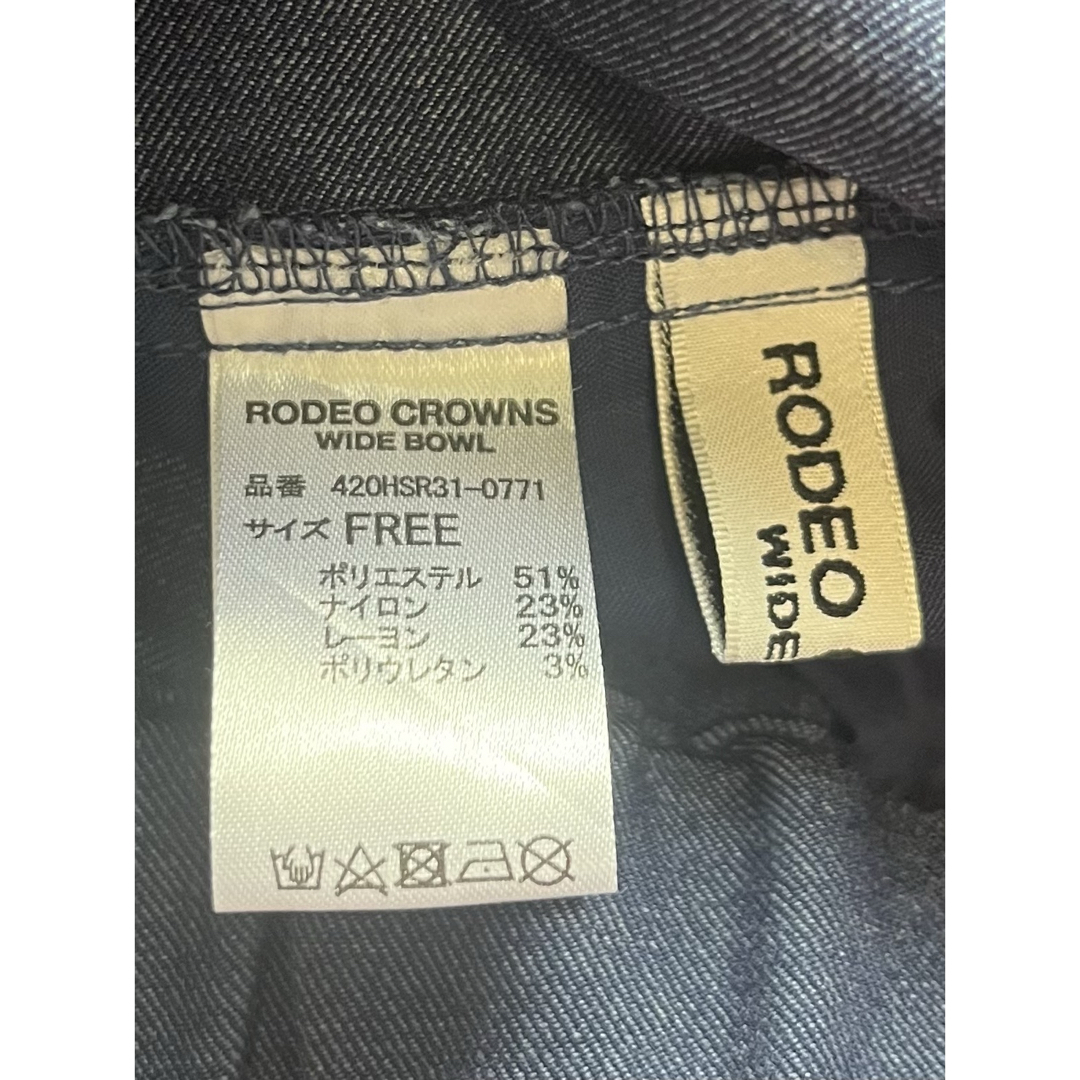 RODEO CROWNS
WIDE BOWL
品番 420HSR31-0771
サイズ FREE
ポリエステル 51%
ナイロン 23%
レーヨン 23%
ポリウレタン 3%
RODEO
WIDE